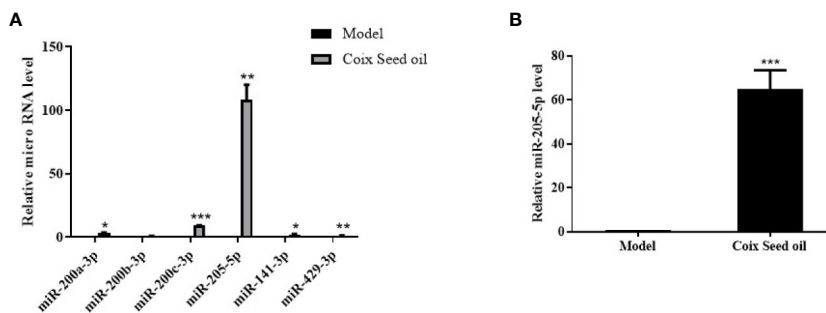 A
Model
Coix Seed oil
Relative micro RNA level
150
100
50
0
*
***
**
*
**
miR-200a-3p
miR-200b-3p
miR-200c-3p
miR-205-5p
miR-141-3p
miR-429-3p
B
Relative miR-205-5p level
80
60
40
20
0
***
Model
Coix Seed oil